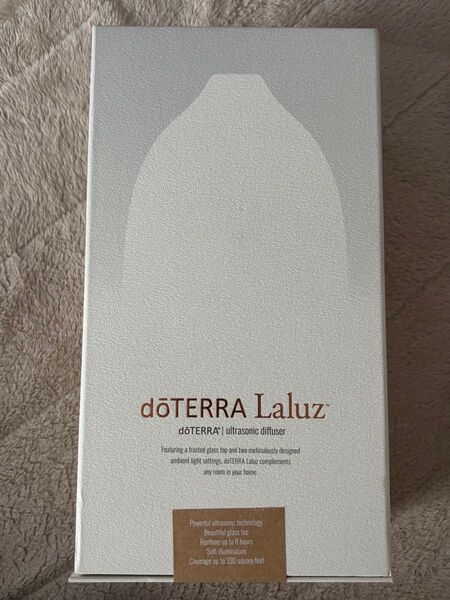 dōTERRA Laluz™
dōTERRA® | ultrasonic diffuser
Featuring a frosted glass top and two meticulously designed
ambient light settings, dōTERRA Laluz complements
any room in your home.
Powerful ultrasonic technology
Beautiful glass top
Runtime up to 8 hours
Soft illumination
Coverage up to 330 square feet